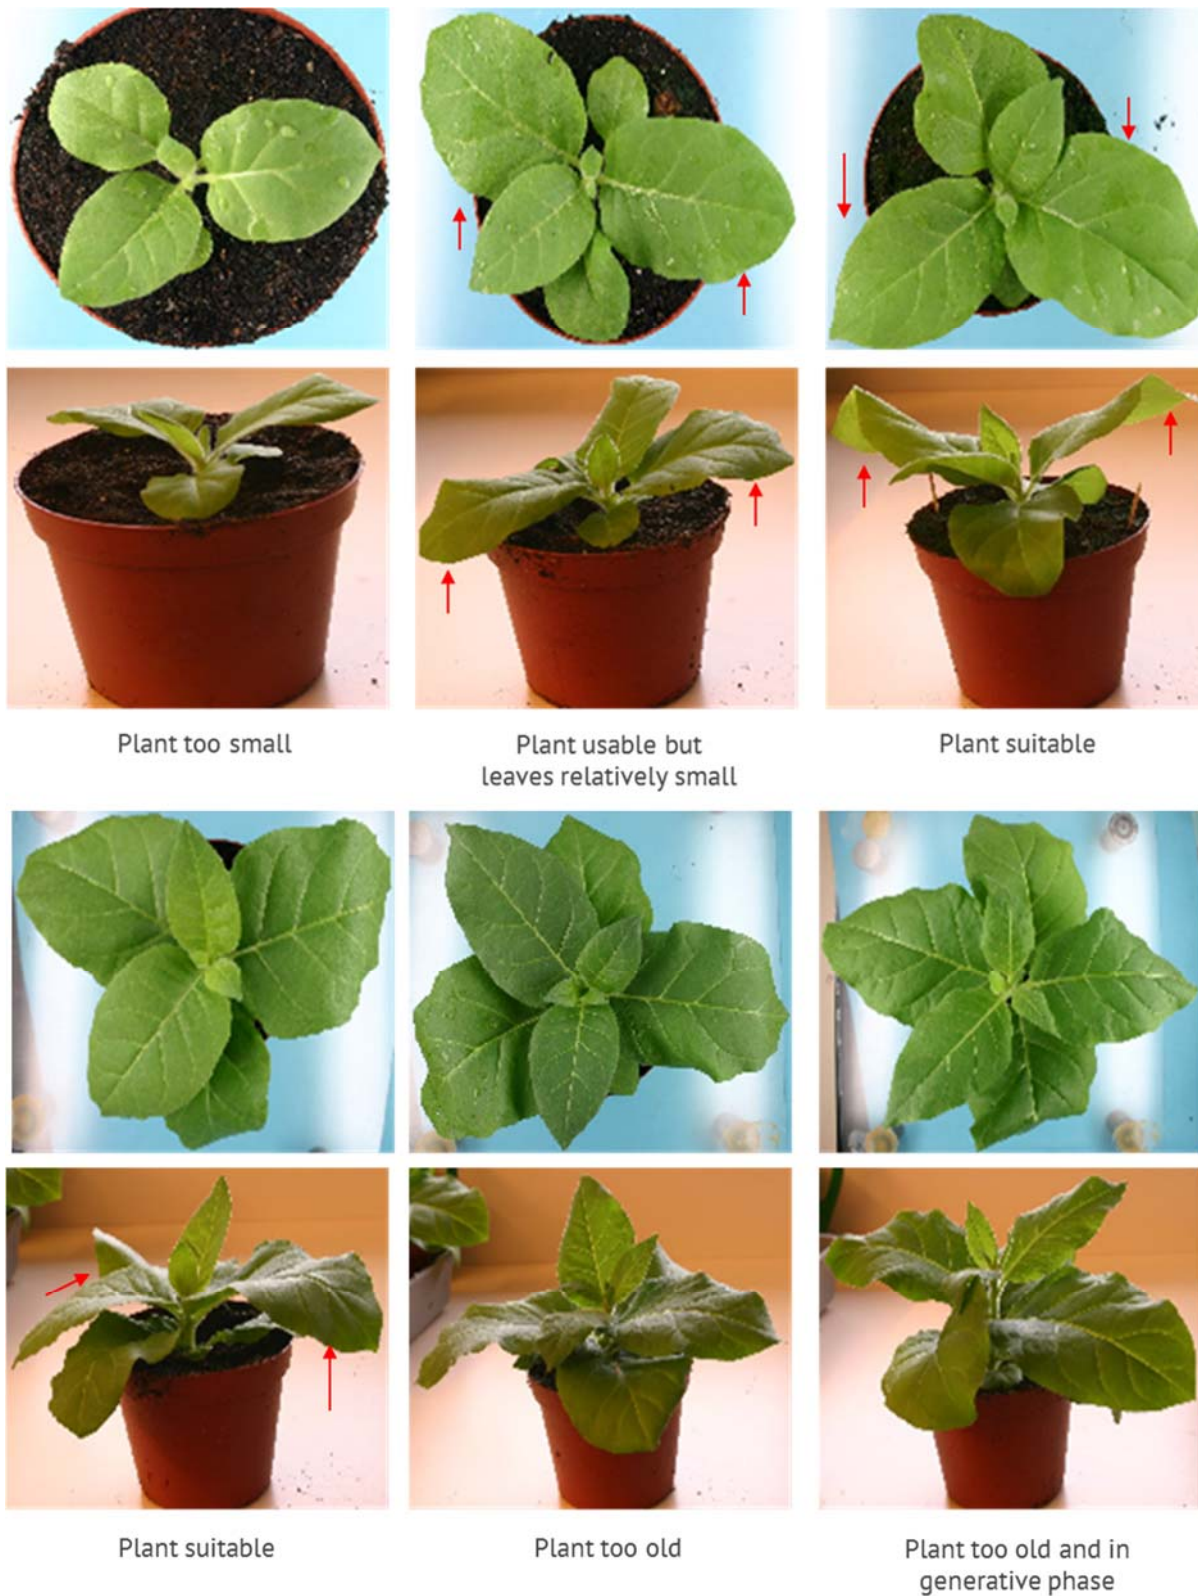 Plant too small
Plant usable but
leaves relatively small
Plant suitable
Plant suitable
Plant too old
Plant too old and in
generative phase